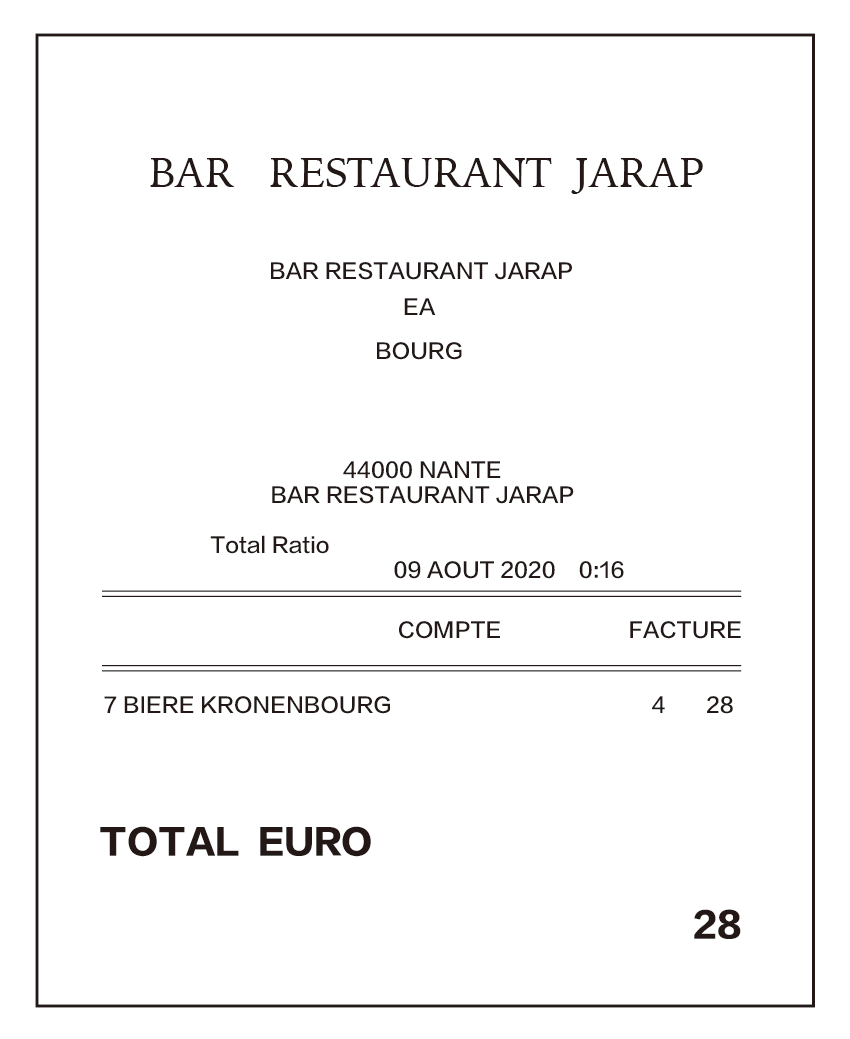 BAR RESTAURANT JARAP
BAR RESTAURANT JARAP
EA
BOURG
44000 NANTE
BAR RESTAURANT JARAP
Total Ratio
09 AOUT 2020 0:16
COMPTE FACTURE
7 BIERE KRONENBOURG 4 28
TOTAL EURO
28